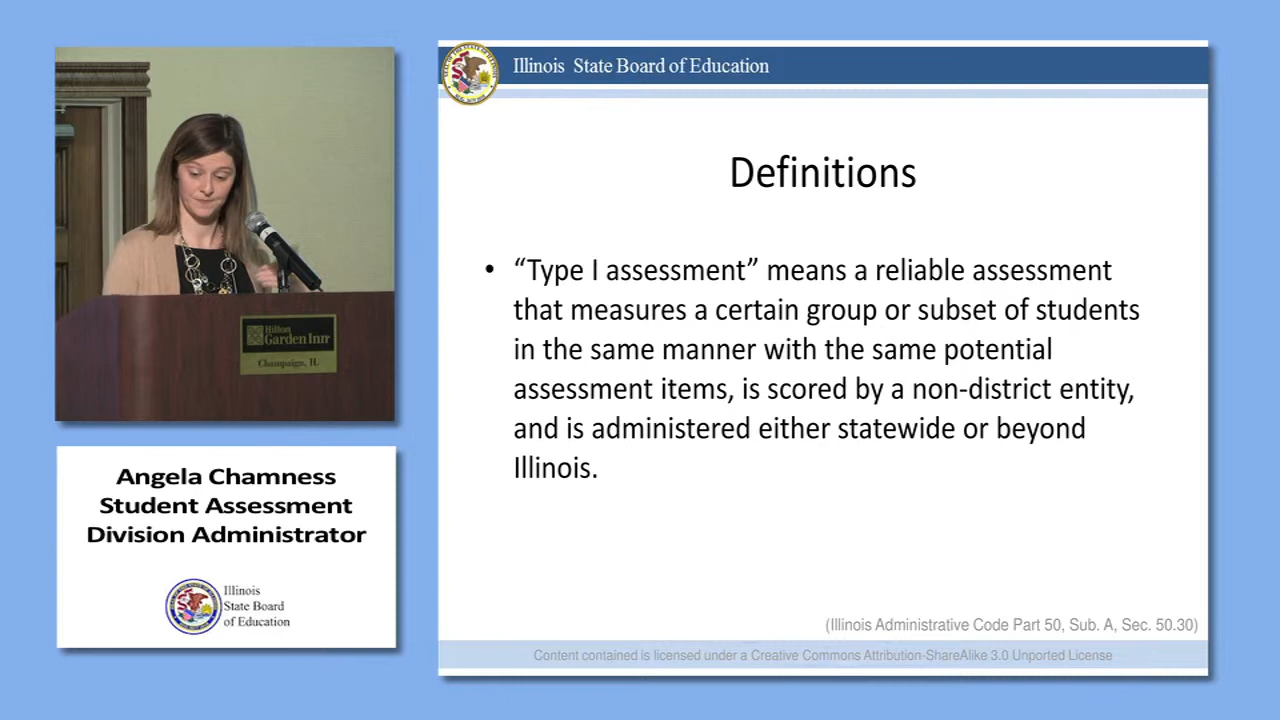 Illinois State Board of Education
Definitions
• “Type I assessment” means a reliable assessment
that measures a certain group or subset of students
in the same manner with the same potential
assessment items, is scored by a non-district entity,
and is administered either statewide or beyond
Illinois.
(Illinois Administrative Code Part 50, Sub. A, Sec. 50.30)
Content contained is licensed under a Creative Commons Attribution-ShareAlike 3.0 Unported License
Hilton
Garden Inn
Champaign, IL
Angela Chamness
Student Assessment
Division Administrator
Illinois
State Board
of Education